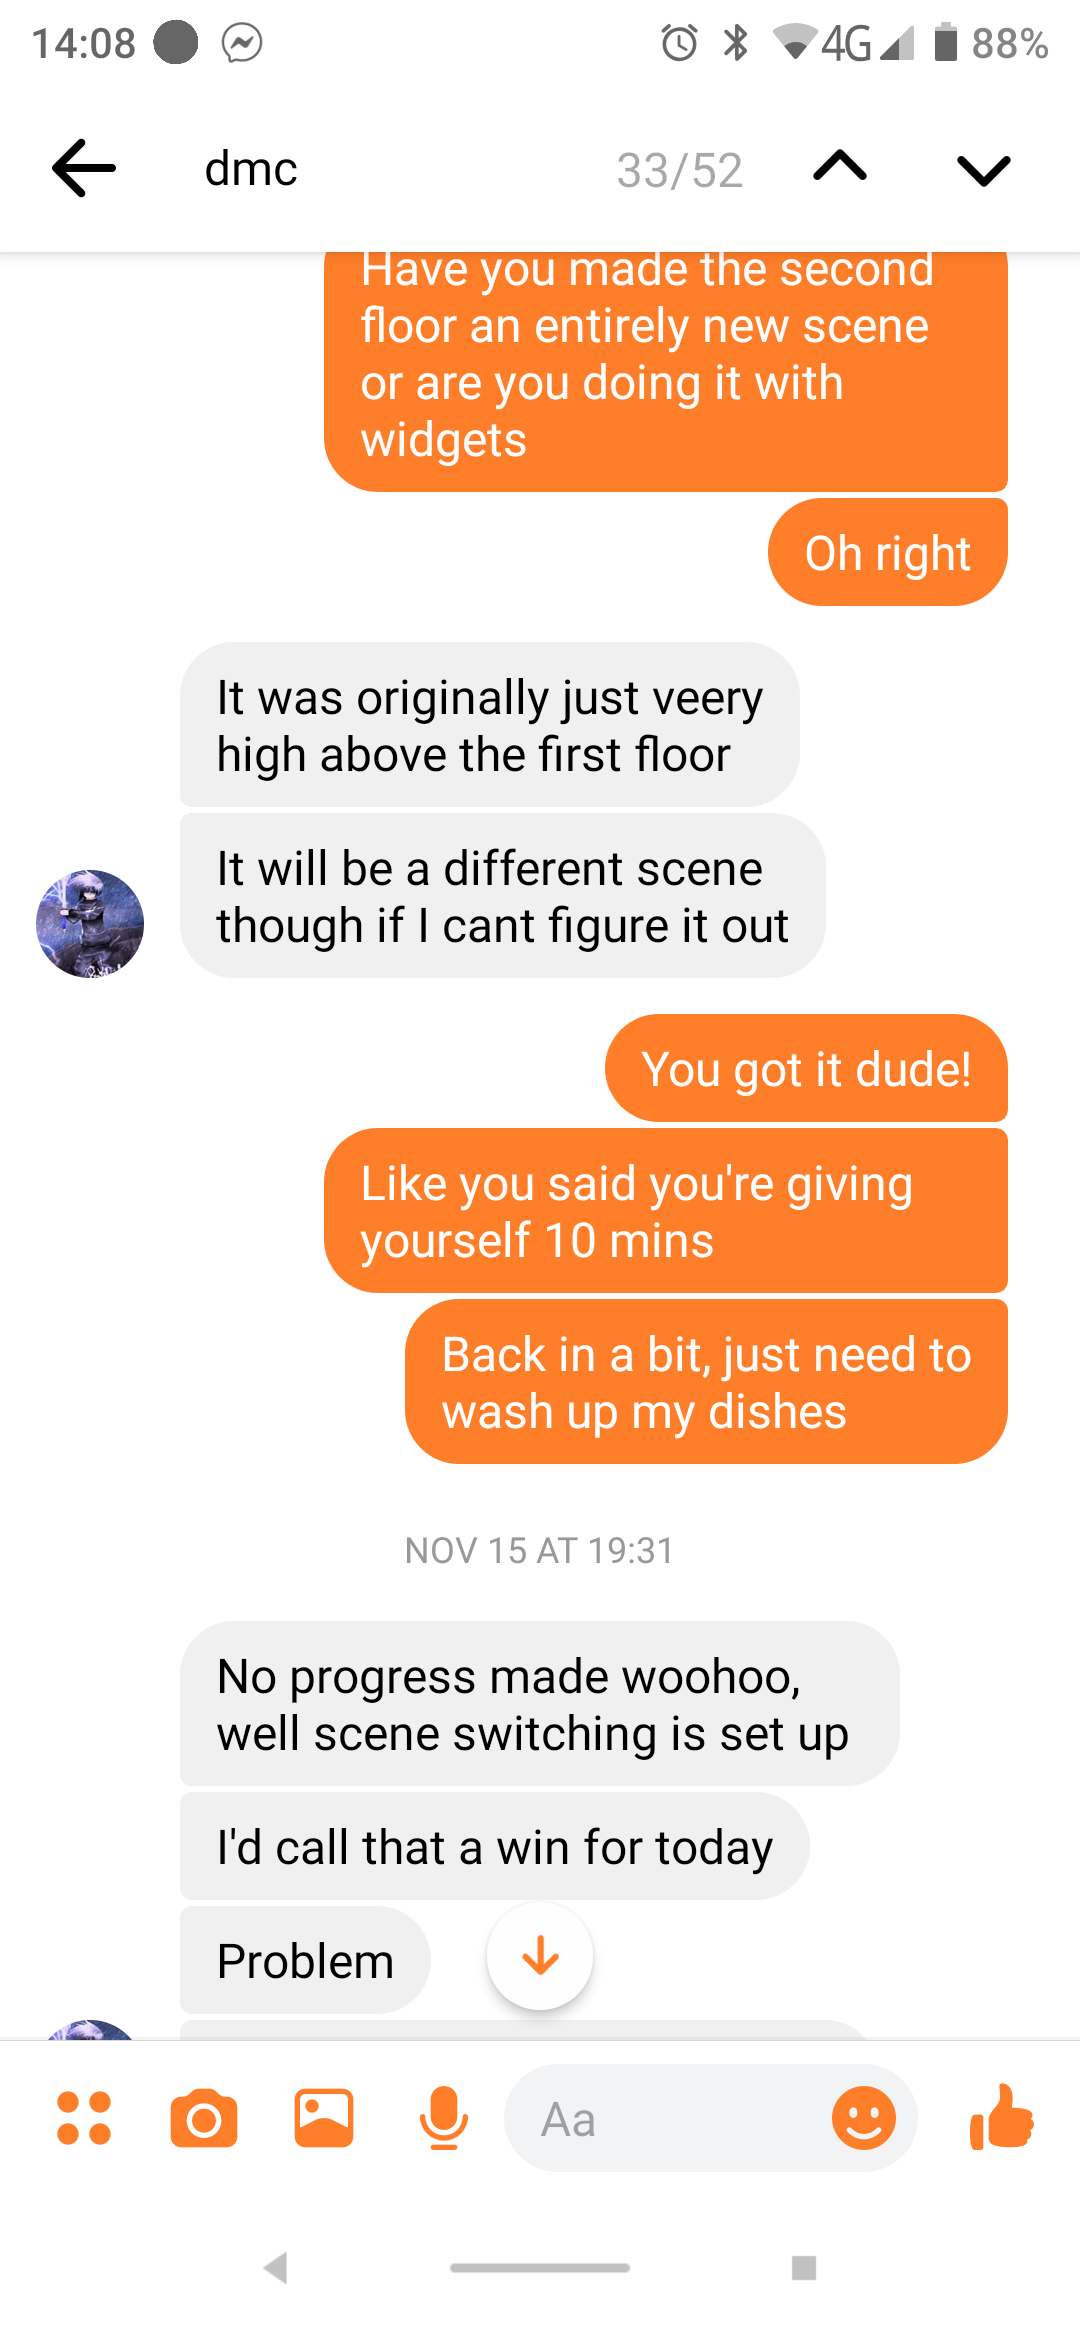 14:08 4G 88%
dmc 33/52
Have you made the second
floor an entirely new scene
or are you doing it with
widgets
Oh right
It was originally just veery
high above the first floor
It will be a different scene
though if I cant figure it out
You got it dude!
Like you said you're giving
yourself 10 mins
Back in a bit, just need to
wash up my dishes
NOV 15 AT 19:31
No progress made woohoo,
well scene switching is set up
I'd call that a win for today
Problem
Aa